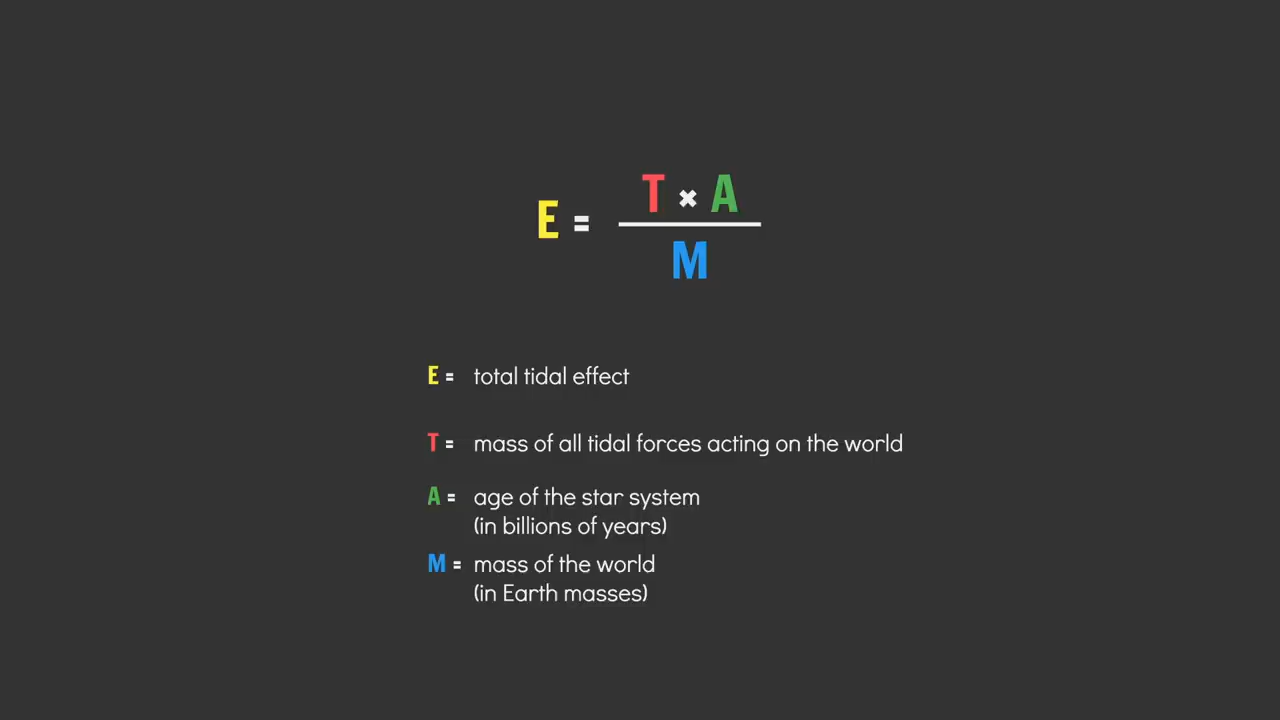 T × A
E =
M
E = total tidal effect
T = mass of all tidal forces acting on the world
A = age of the star system
(in billions of years)
M = mass of the world
(in Earth masses)